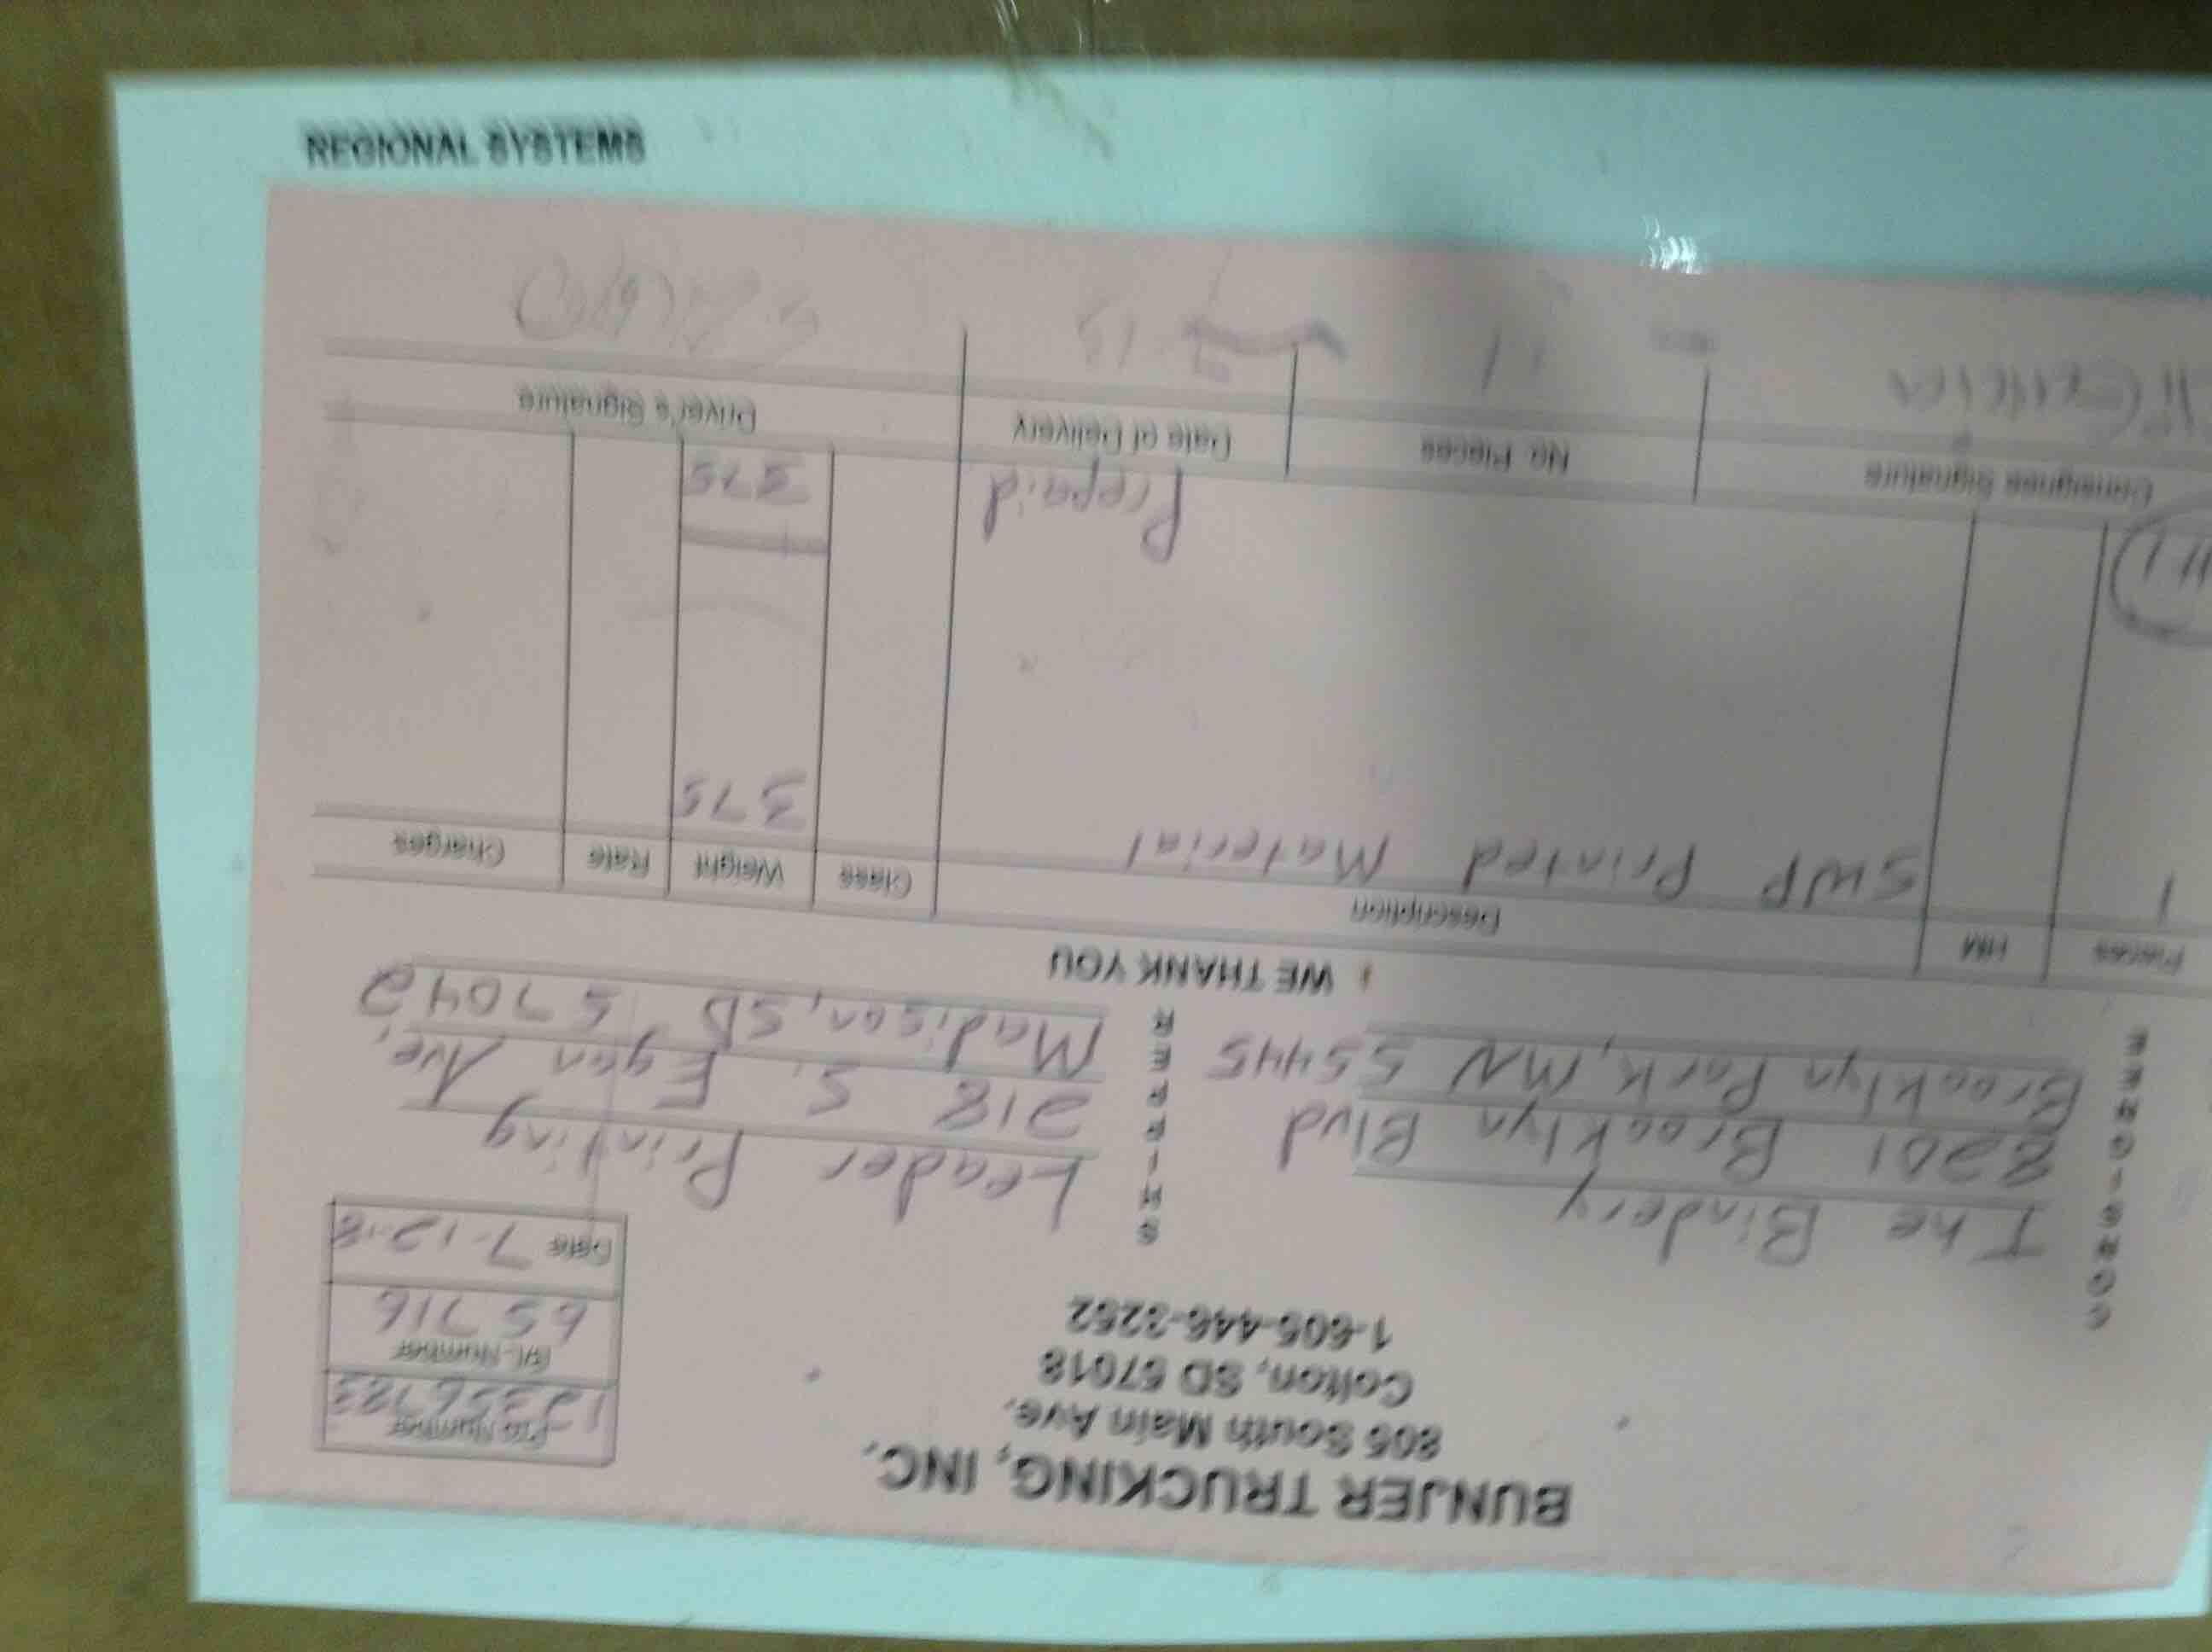 BUNJER TRUCKING, INC.
805 South Main Ave.
Colton, SD 57018
1-605-446-3252
Pro Number
12356783
B/L Number
65716
Date 7-12-18
CONSIGNEE
The Bindery
8201 Brooklyn Blvd
Brooklyn Park, MN 55445
SHIPPER
Leader Printing
218 S. Egan Ave.
Madison, SD 57042
WE THANK YOU
Pieces HM Description Class Weight Rate Charges
1 SWP Printed Material 375
Prepaid 375
Consignee Signature No. Pieces Date of Delivery Driver's Signature
REGIONAL SYSTEMS